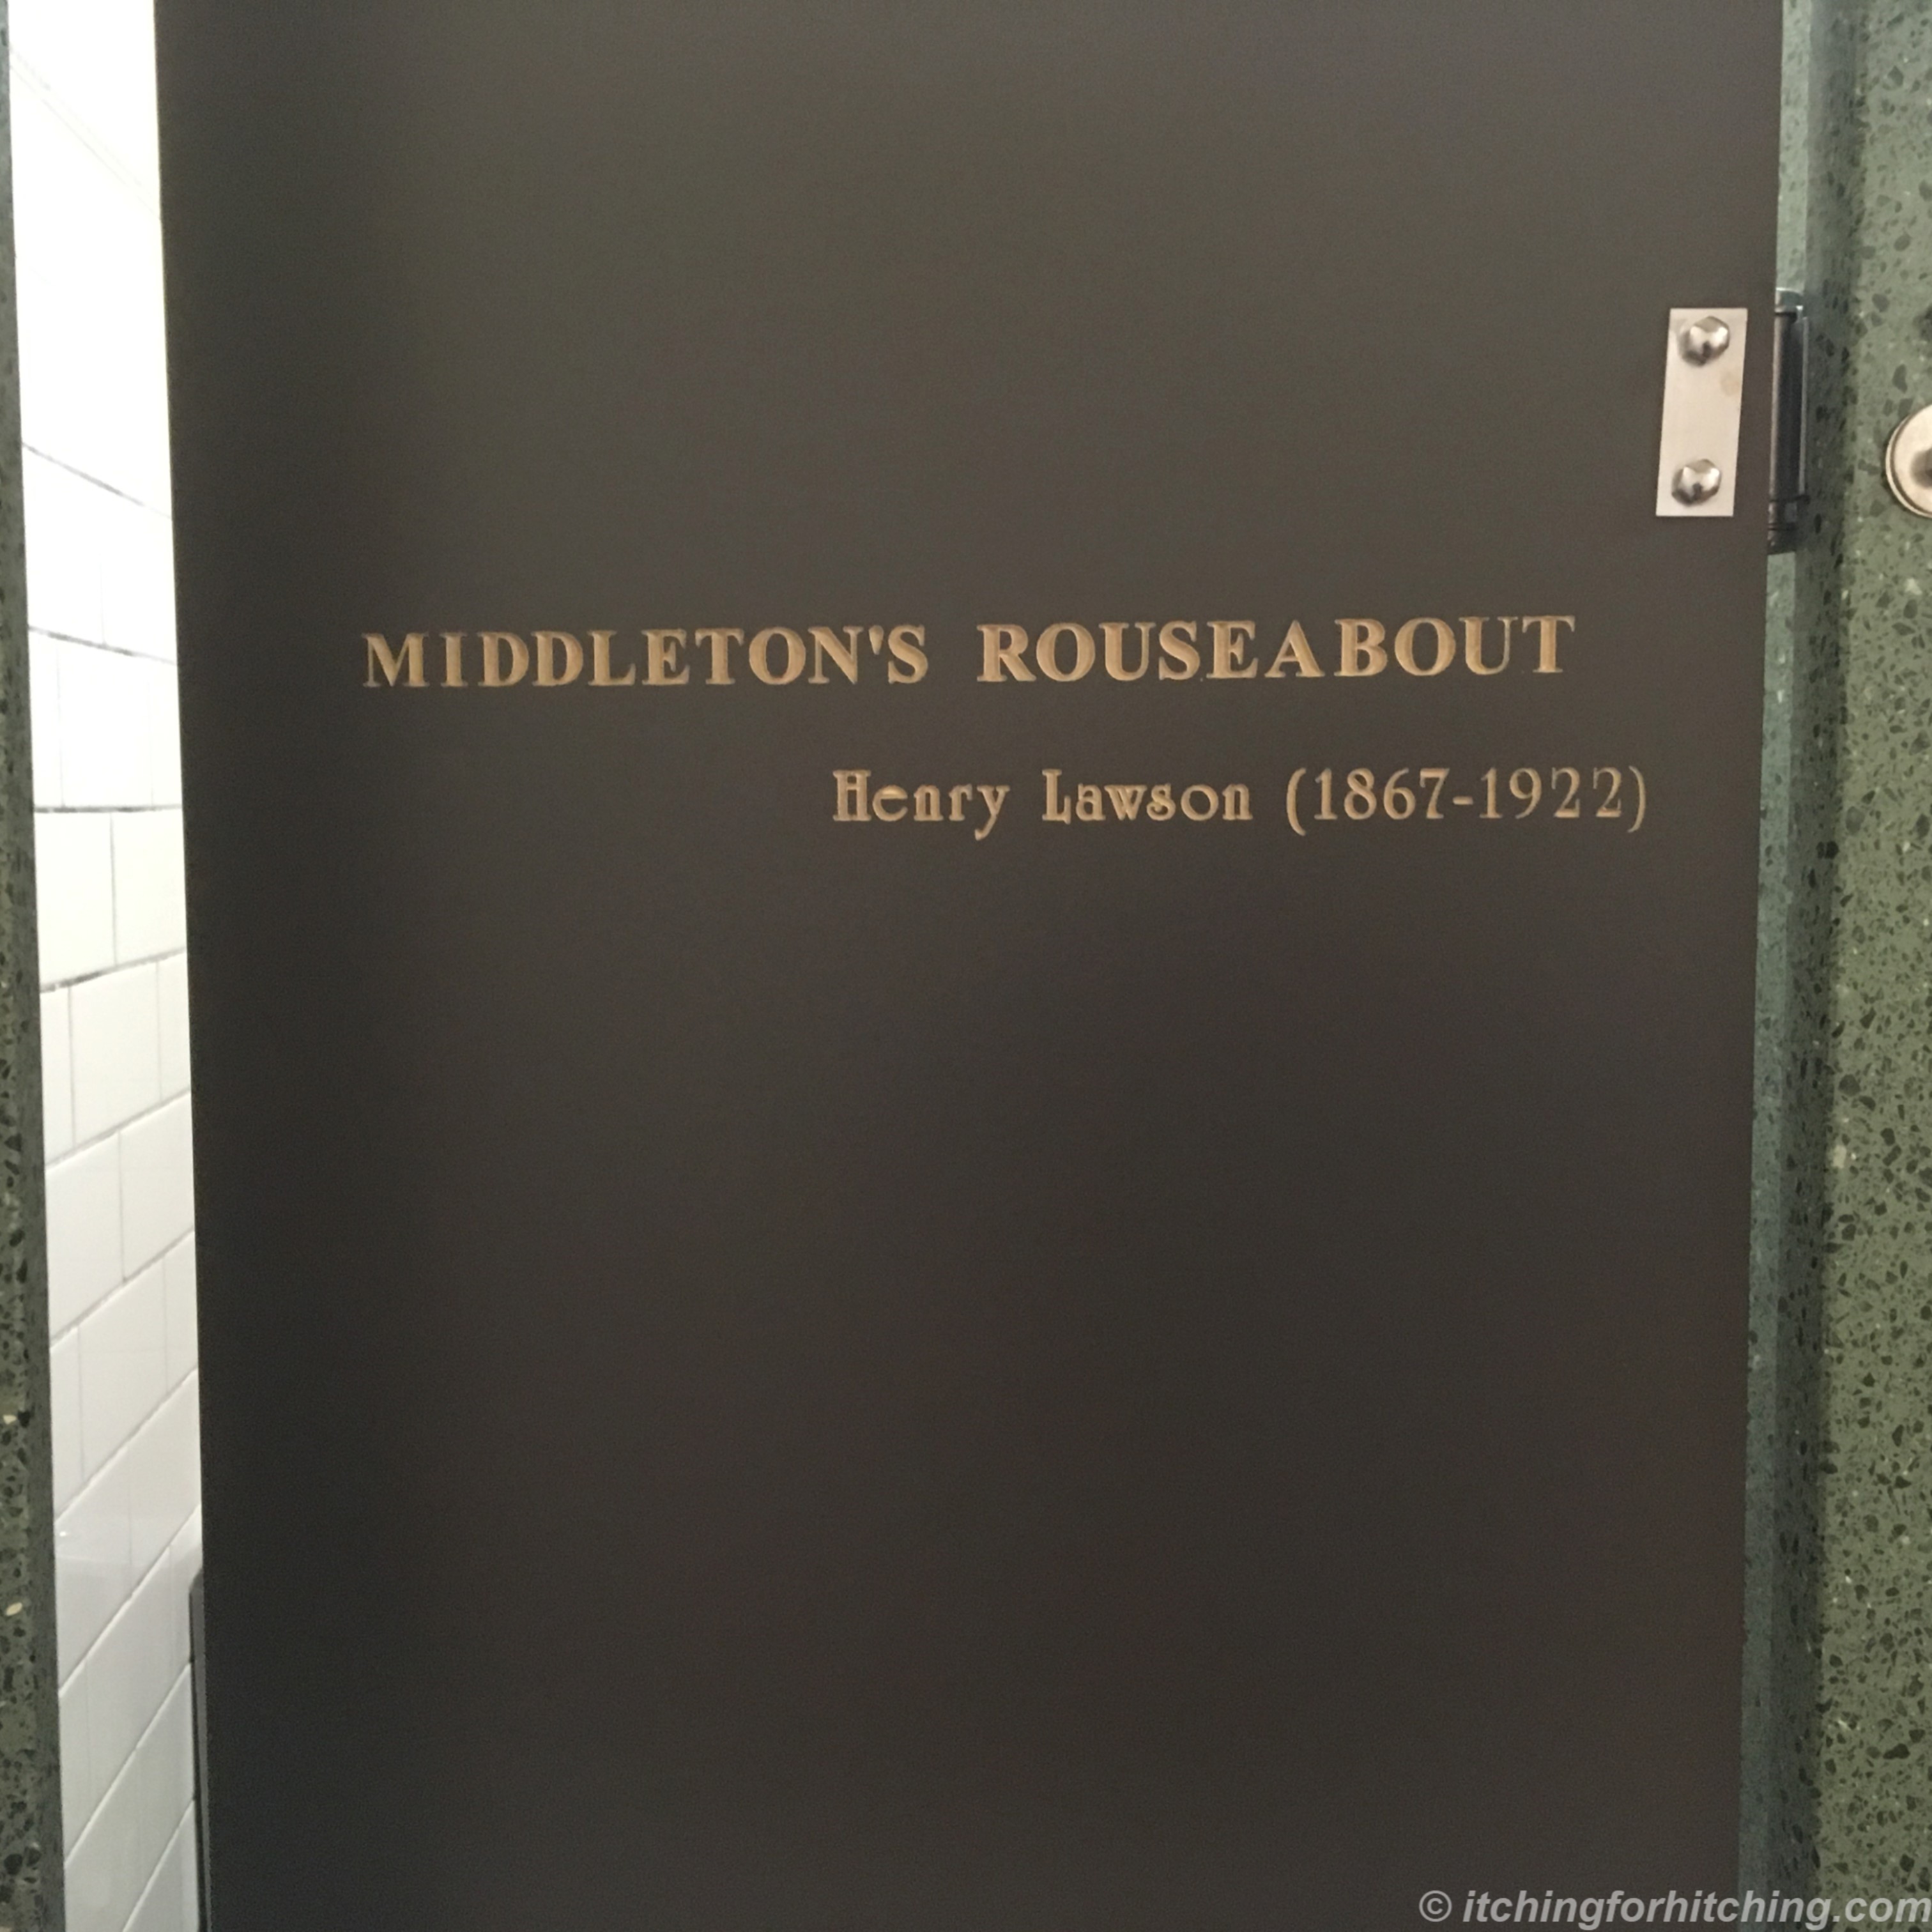 MIDDLETON'S ROUSEABOUT
Henry Lawson (1867-1922)
© itchingforhitching.com